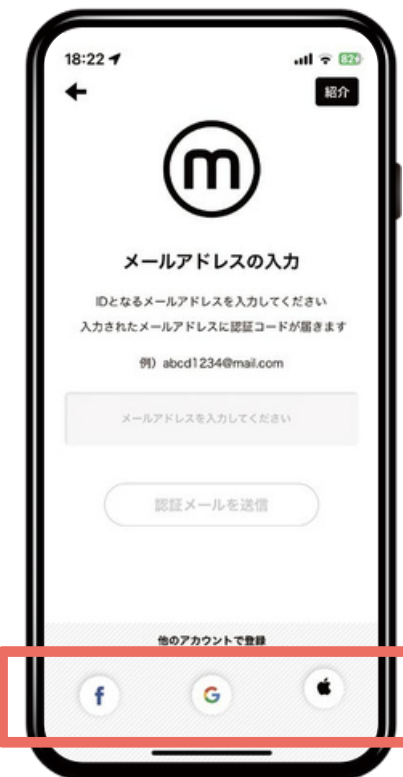 18:22
82
紹介
m
メールアドレスの入力
IDとなるメールアドレスを入力してください
入力されたメールアドレスに認証コードが届きます
例）abcd1234@mail.com
メールアドレスを入力してください
認証メールを送信
他のアカウントで登録
f
G